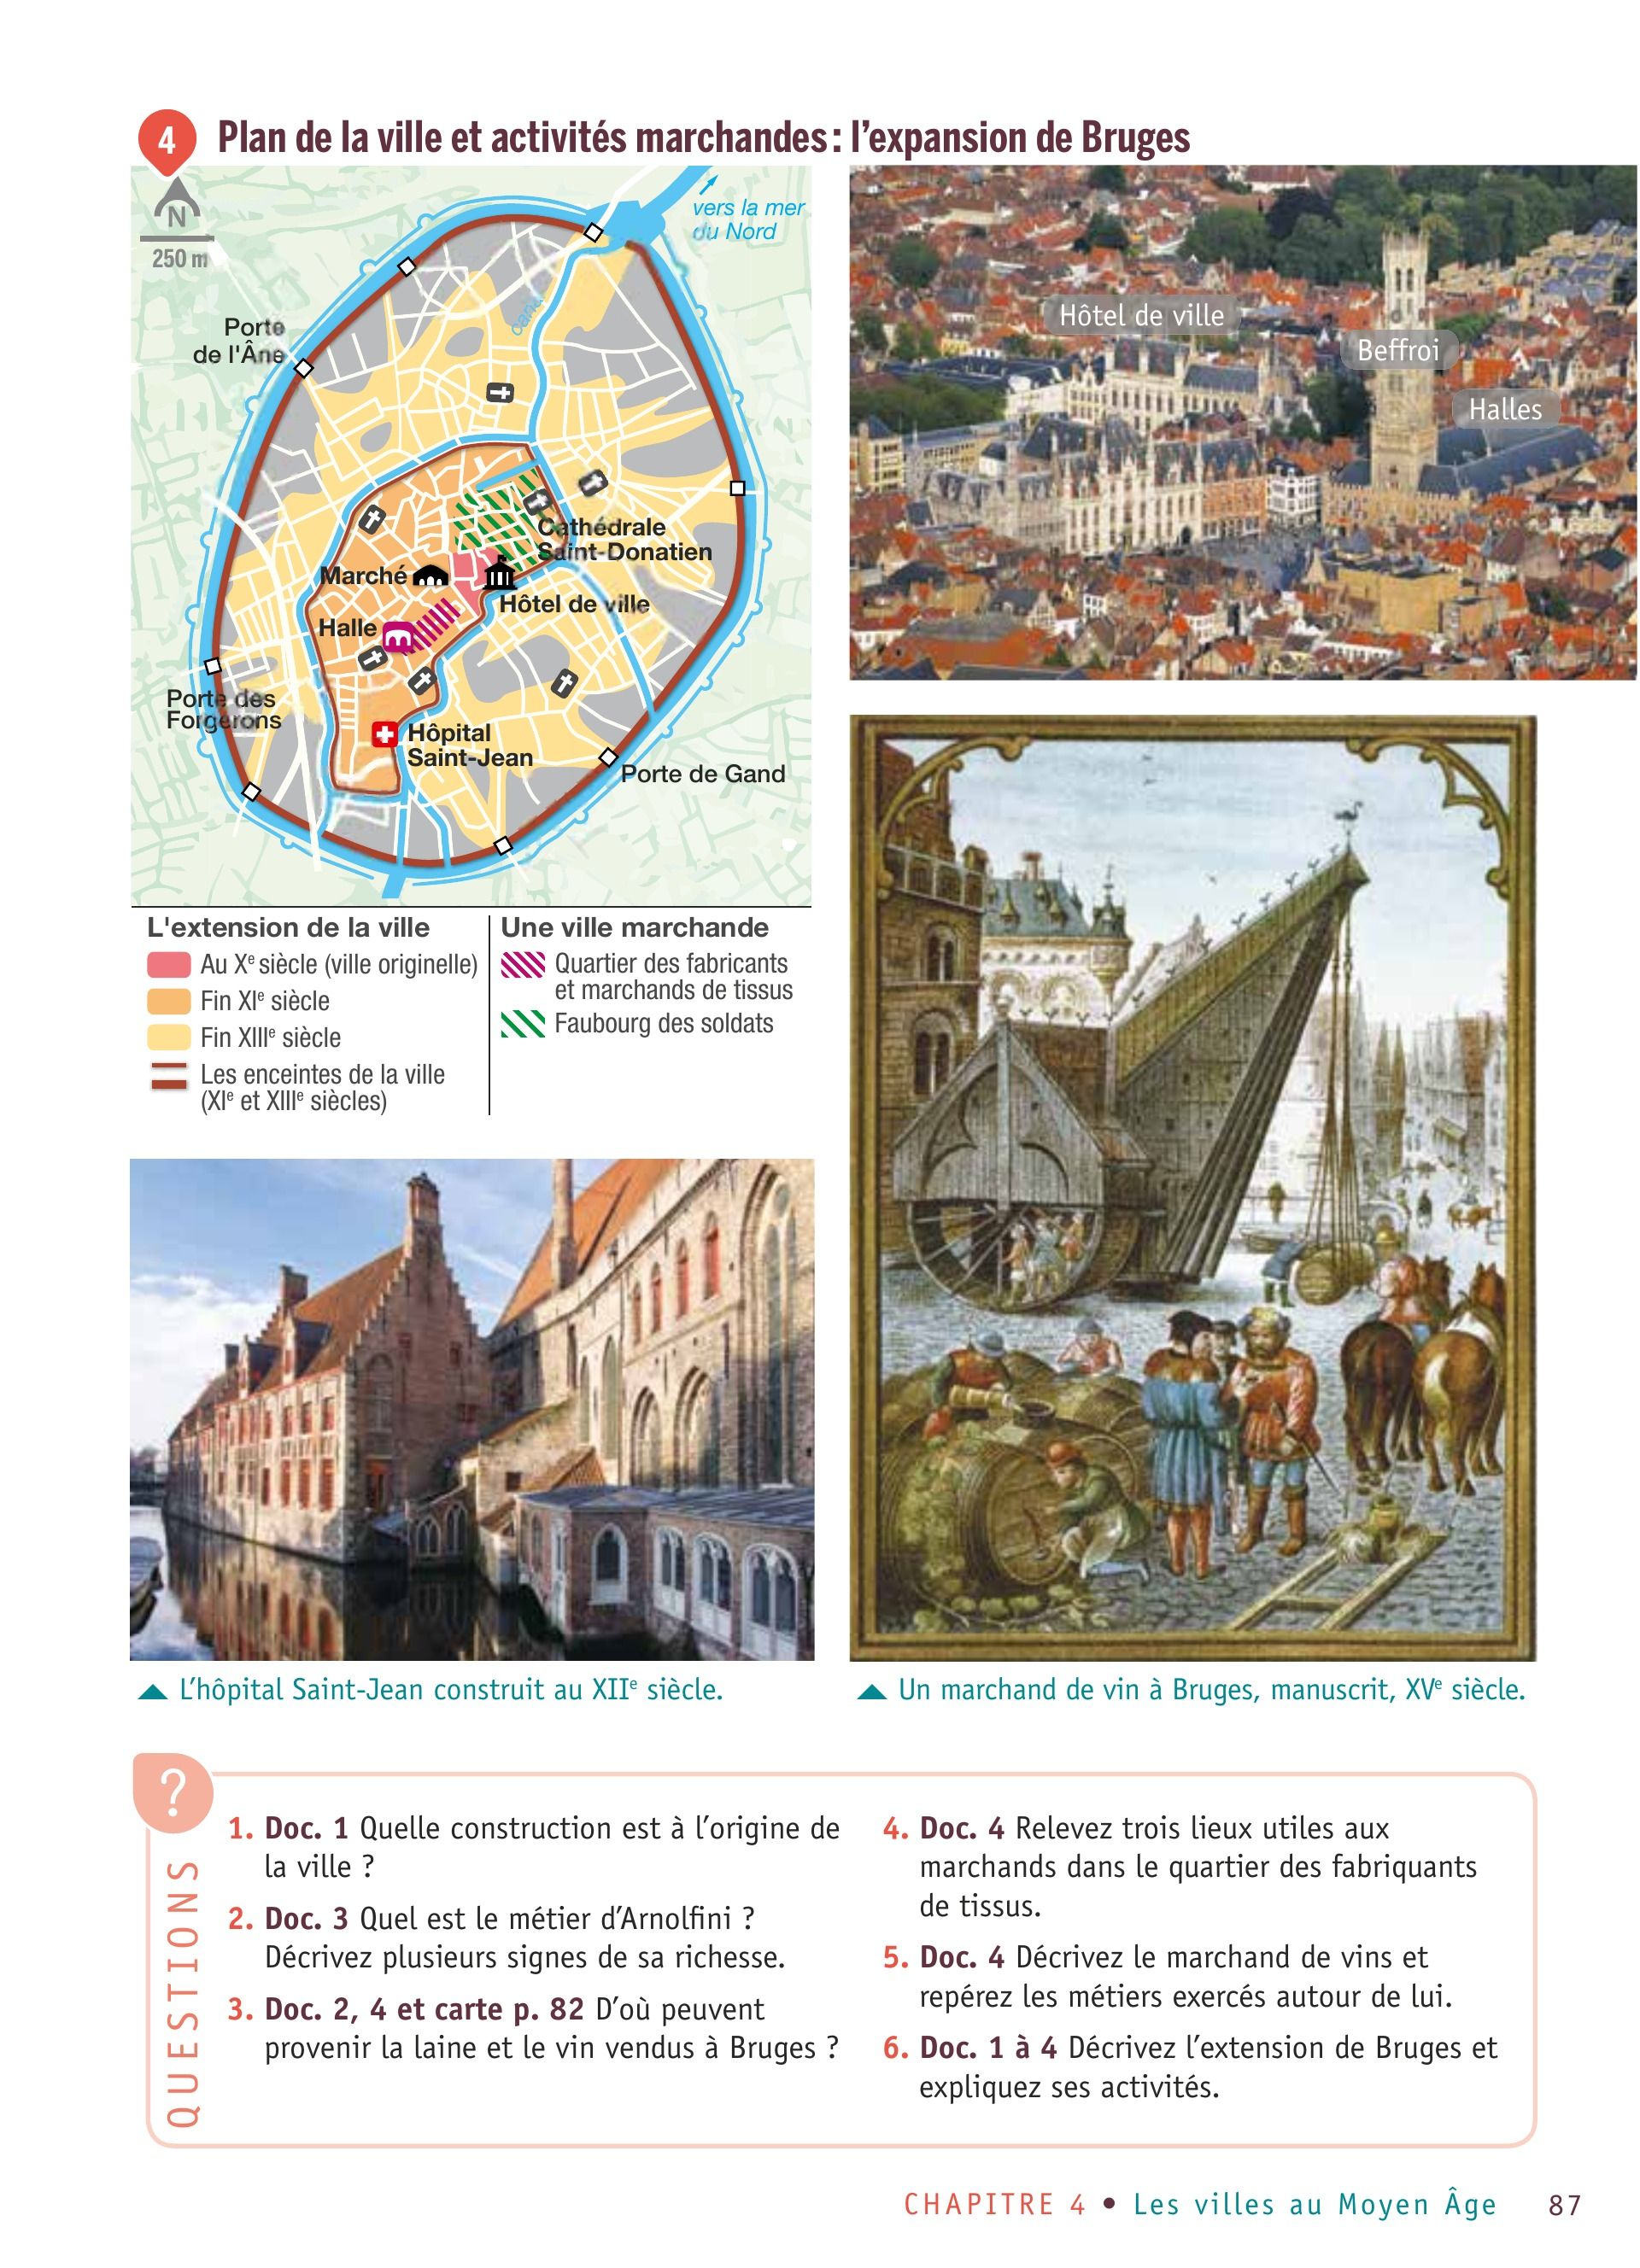 4
Plan de la ville et activités marchandes : l'expansion de Bruges
N
250 m
vers la mer
du Nord
canal
Porte
de l'Âne
Cathédrale
Saint-Donatien
Marché
Hôtel de ville
Halle
Porte des
Forgerons
Hôpital
Saint-Jean
Porte de Gand
L'extension de la ville
Au Xe siècle (ville originelle)
Fin XIe siècle
Fin XIIIe siècle
Les enceintes de la ville
(XIe et XIIIe siècles)
Une ville marchande
Quartier des fabricants
et marchands de tissus
Faubourg des soldats
Hôtel de ville
Beffroi
Halles
L'hôpital Saint-Jean construit au XIIe siècle.
Un marchand de vin à Bruges, manuscrit, XVe siècle.
?
QUESTIONS
1. Doc. 1 Quelle construction est à l'origine de
la ville ?
2. Doc. 3 Quel est le métier d'Arnolfini ?
Décrivez plusieurs signes de sa richesse.
3. Doc. 2, 4 et carte p. 82 D'où peuvent
provenir la laine et le vin vendus à Bruges ?
4. Doc. 4 Relevez trois lieux utiles aux
marchands dans le quartier des fabriquants
de tissus.
5. Doc. 4 Décrivez le marchand de vins et
repérez les métiers exercés autour de lui.
6. Doc. 1 à 4 Décrivez l'extension de Bruges et
expliquez ses activités.
CHAPITRE 4 • Les villes au Moyen Âge 87